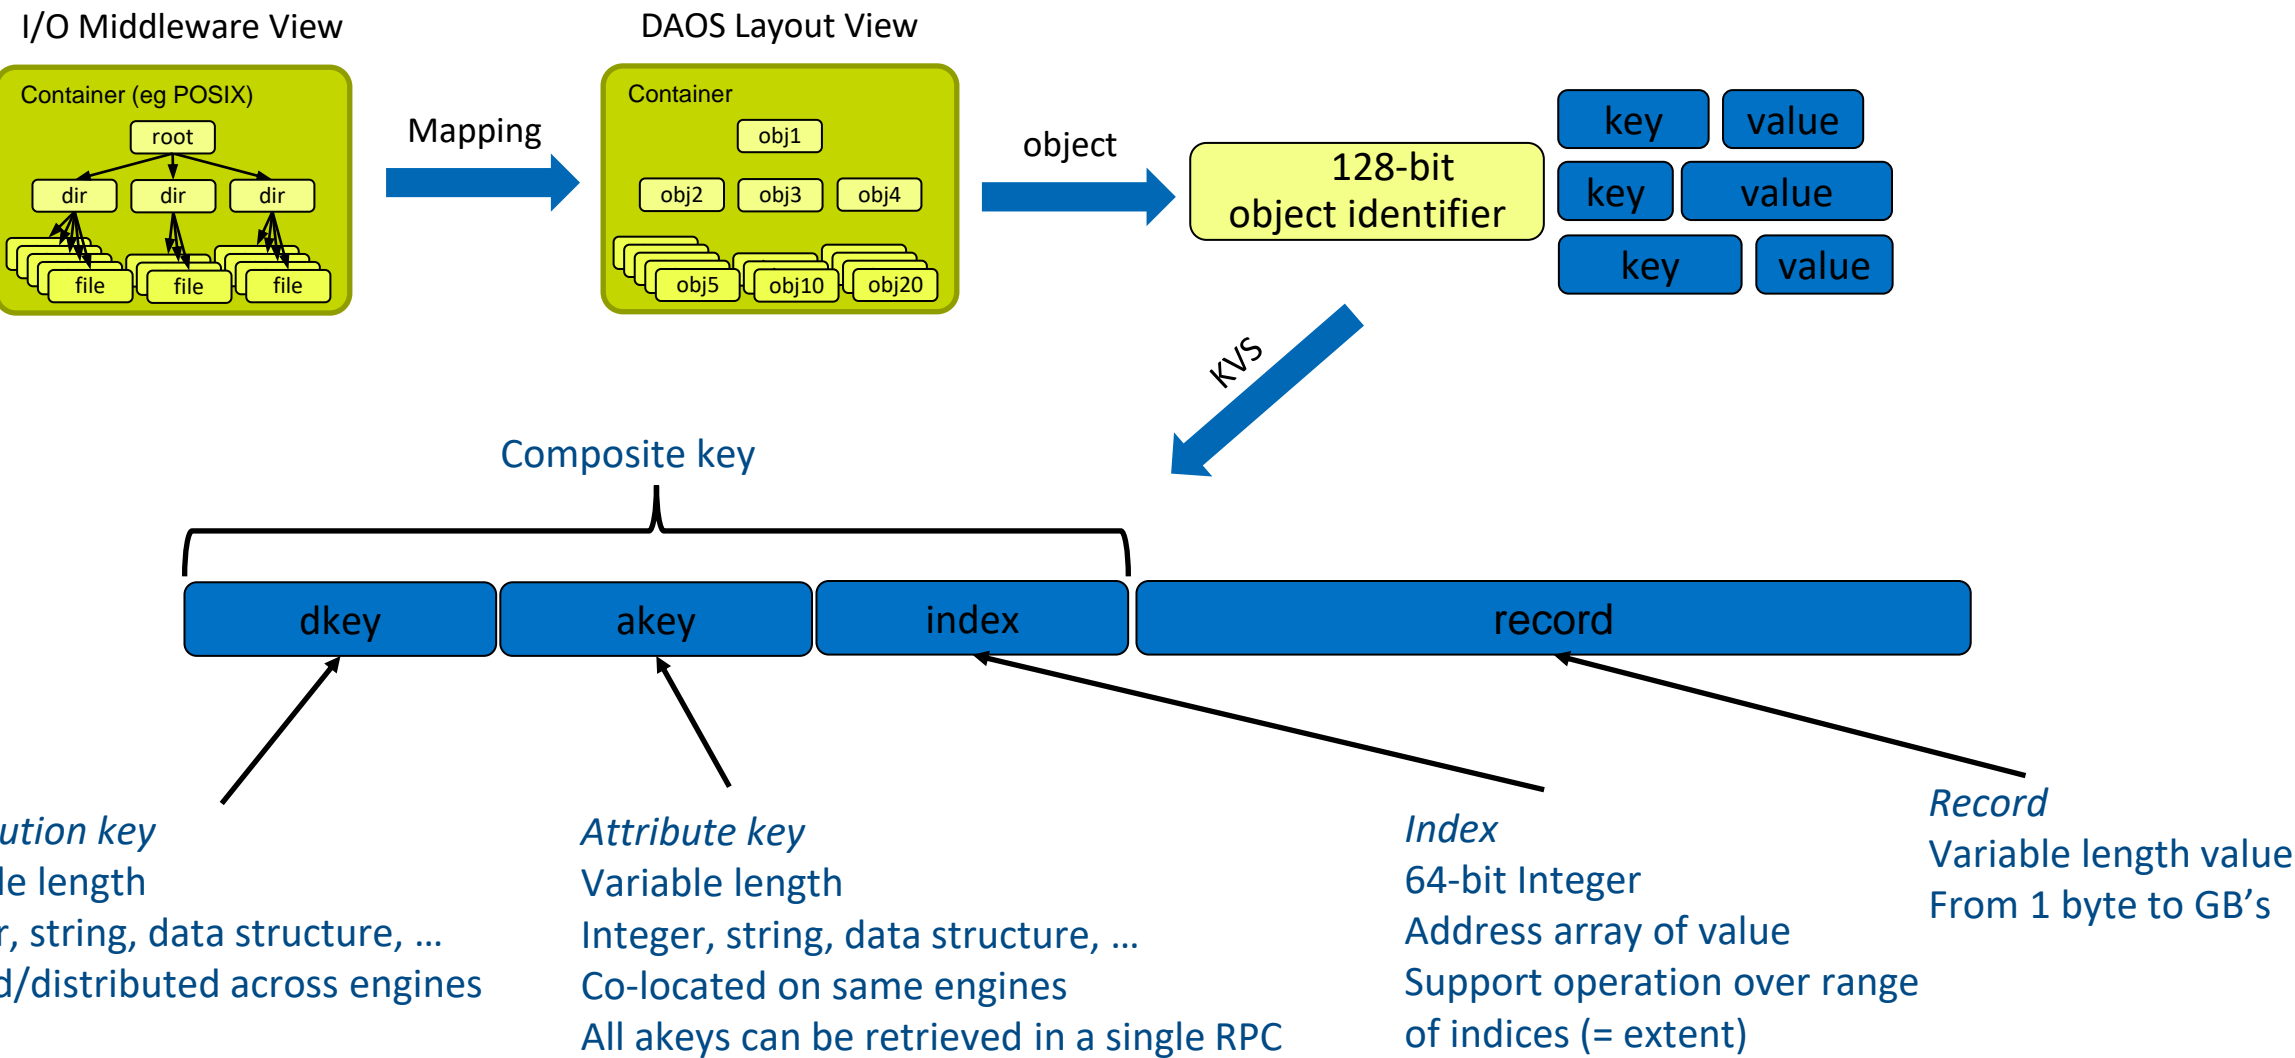 I/O Middleware View
DAOS Layout View
Container (eg POSIX)
root
dir
dir
dir
file
file
file
Mapping
Container
obj1
obj2
obj3
obj4
obj5
obj10
obj20
object
128-bit
object identifier
key
value
key
value
key
value
KVS
Composite key
dkey
akey
index
record
ution key
le length
r, string, data structure, …
d/distributed across engines
Attribute key
Variable length
Integer, string, data structure, …
Co-located on same engines
All akeys can be retrieved in a single RPC
Index
64-bit Integer
Address array of value
Support operation over range
of indices (= extent)
Record
Variable length value
From 1 byte to GB’s